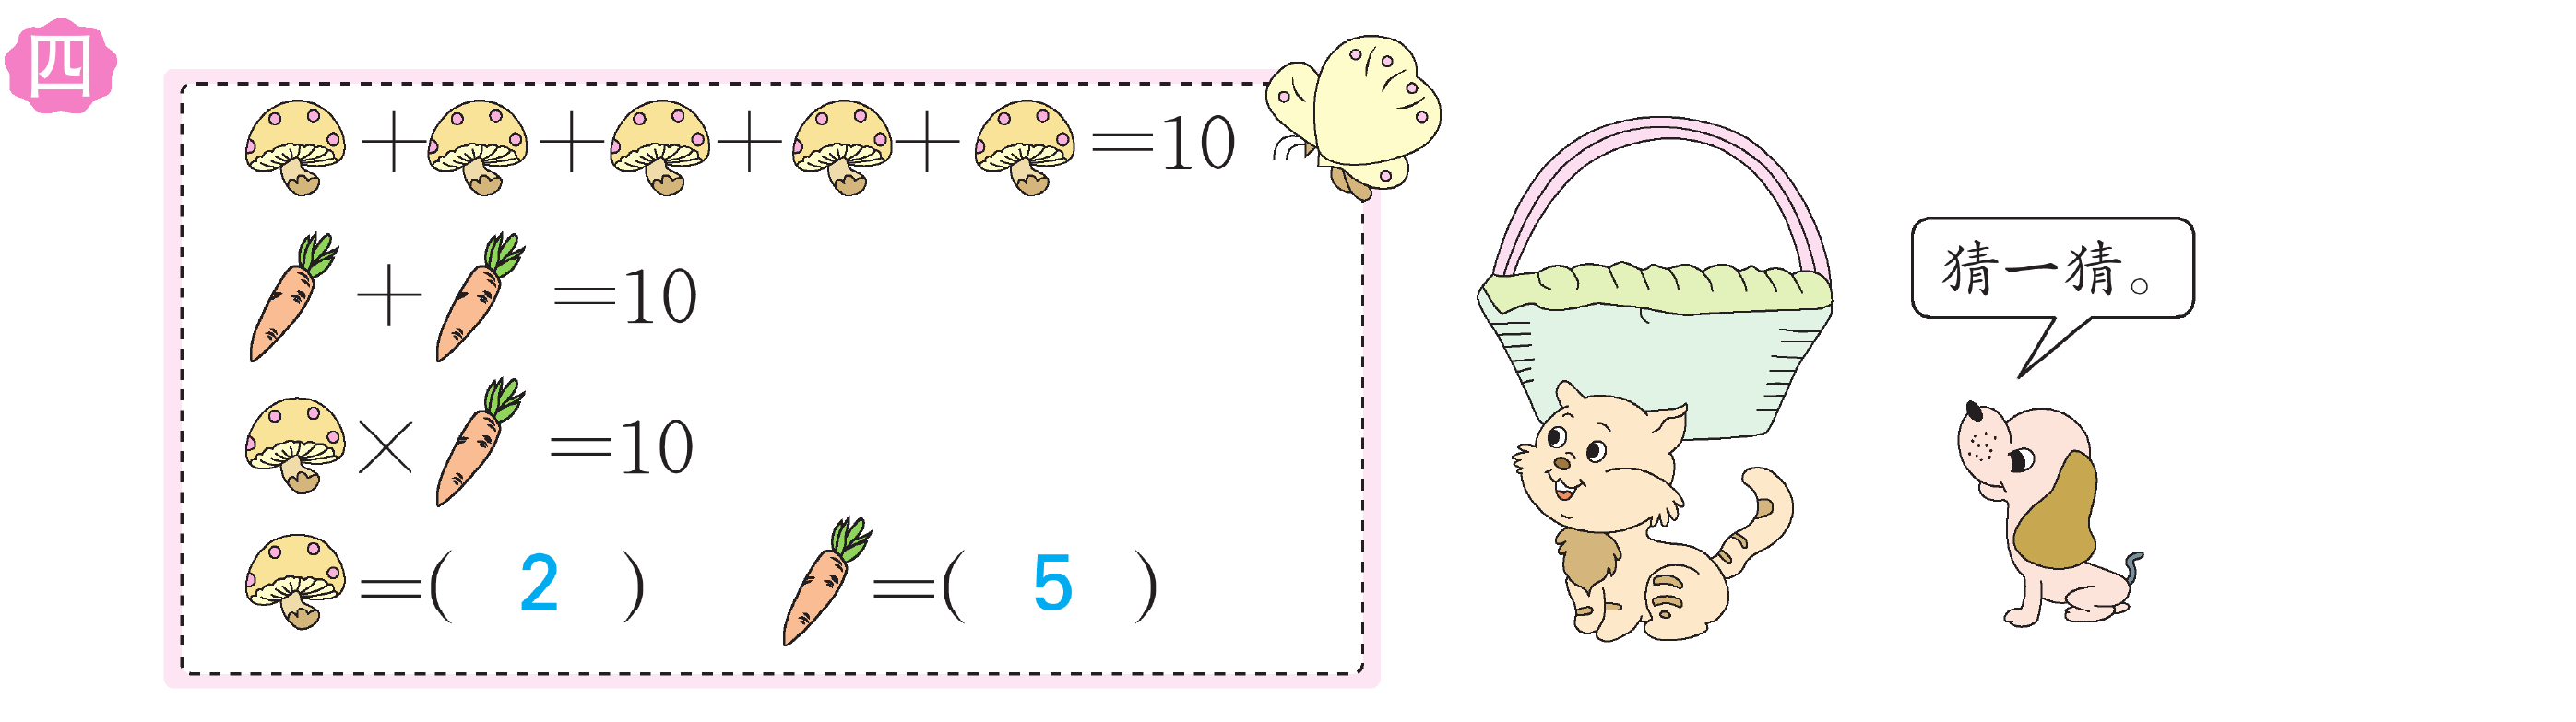 四
+ + + + =10
+ =10
× =10
=( 2 ) =( 5 )
猜一猜。